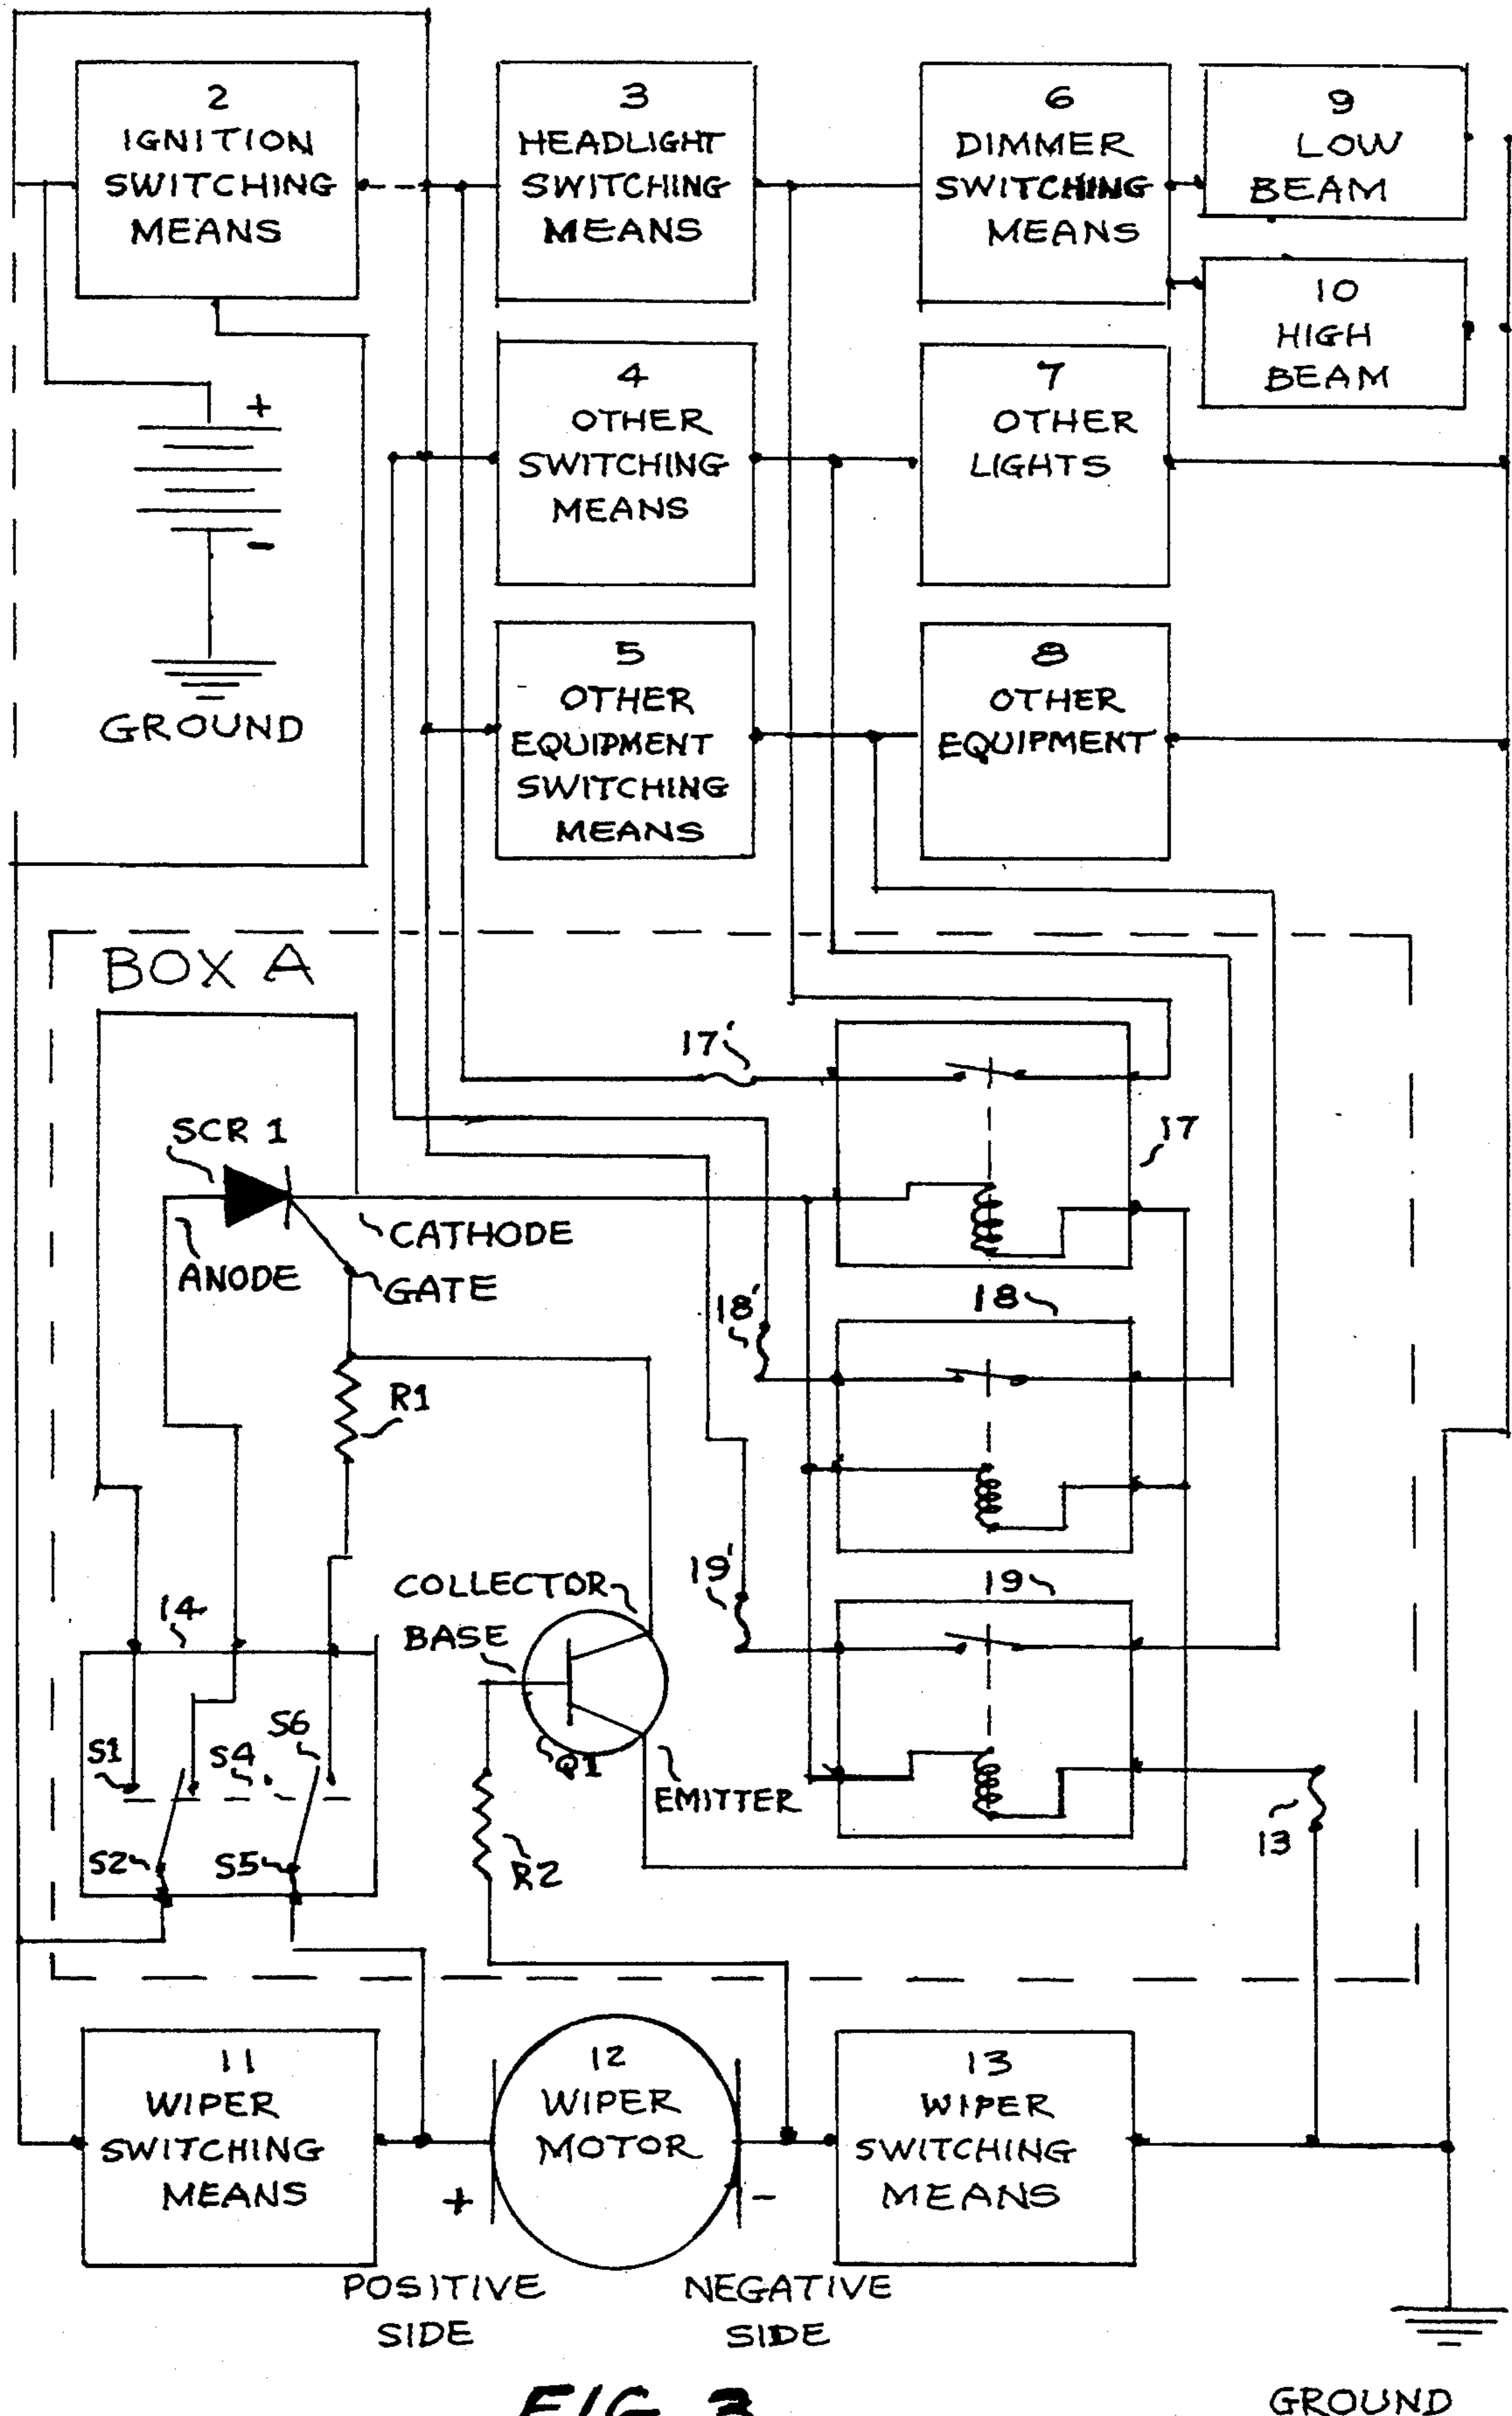 2
IGNITION
SWITCHING
MEANS
3
HEADLIGHT
SWITCHING
MEANS
6
DIMMER
SWITCHING
MEANS
9
LOW
BEAM
10
HIGH
BEAM
+
-
GROUND
4
OTHER
SWITCHING
MEANS
7
OTHER
LIGHTS
5
OTHER
EQUIPMENT
SWITCHING
MEANS
8
OTHER
EQUIPMENT
BOX A
17'
17
SCR 1
CATHODE
ANODE
GATE
18'
18
R1
19'
19
COLLECTOR
BASE
14
Q1
EMITTER
S1
S4
S6
S2
S5
R2
13
11
WIPER
SWITCHING
MEANS
12
WIPER
MOTOR
13
WIPER
SWITCHING
MEANS
+
-
POSITIVE
SIDE
NEGATIVE
SIDE
FIG 3
GROUND